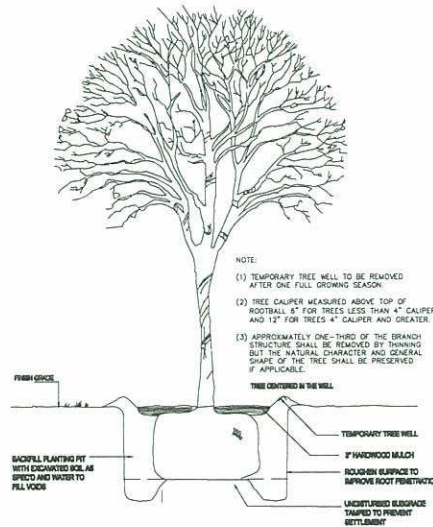 NOTE:
(1) TEMPORARY TREE WELL TO BE REMOVED
AFTER ONE FULL GROWING SEASON
(2) TREE CALIPER MEASURED ABOVE TOP OF
ROOTBALL 6" FOR TREES LESS THAN 4" CALIPER
AND 12" FOR TREES 4" CALIPER AND GREATER.
(3) APPROXIMATELY ONE-THIRD OF THE BRANCH
STRUCTURE SHALL BE REMOVED BY THINNING
BUT THE NATURAL CHARACTER AND GENERAL
SHAPE OF THE TREE SHALL BE PRESERVED
IF APPLICABLE.
FINISH GRADE
TREE CENTERED IN THE WELL
TEMPORARY TREE WELL
2" HARDWOOD MULCH
BACKFILL PLANTING PIT
WITH EXCAVATED SOIL AS
SPEC'D AND WATER TO
FILL VOIDS
ROUGHEN SURFACE TO
IMPROVE ROOT PENETRATION
UNDISTURBED SUBGRADE
TAMPED TO PREVENT
SETTLEMENT